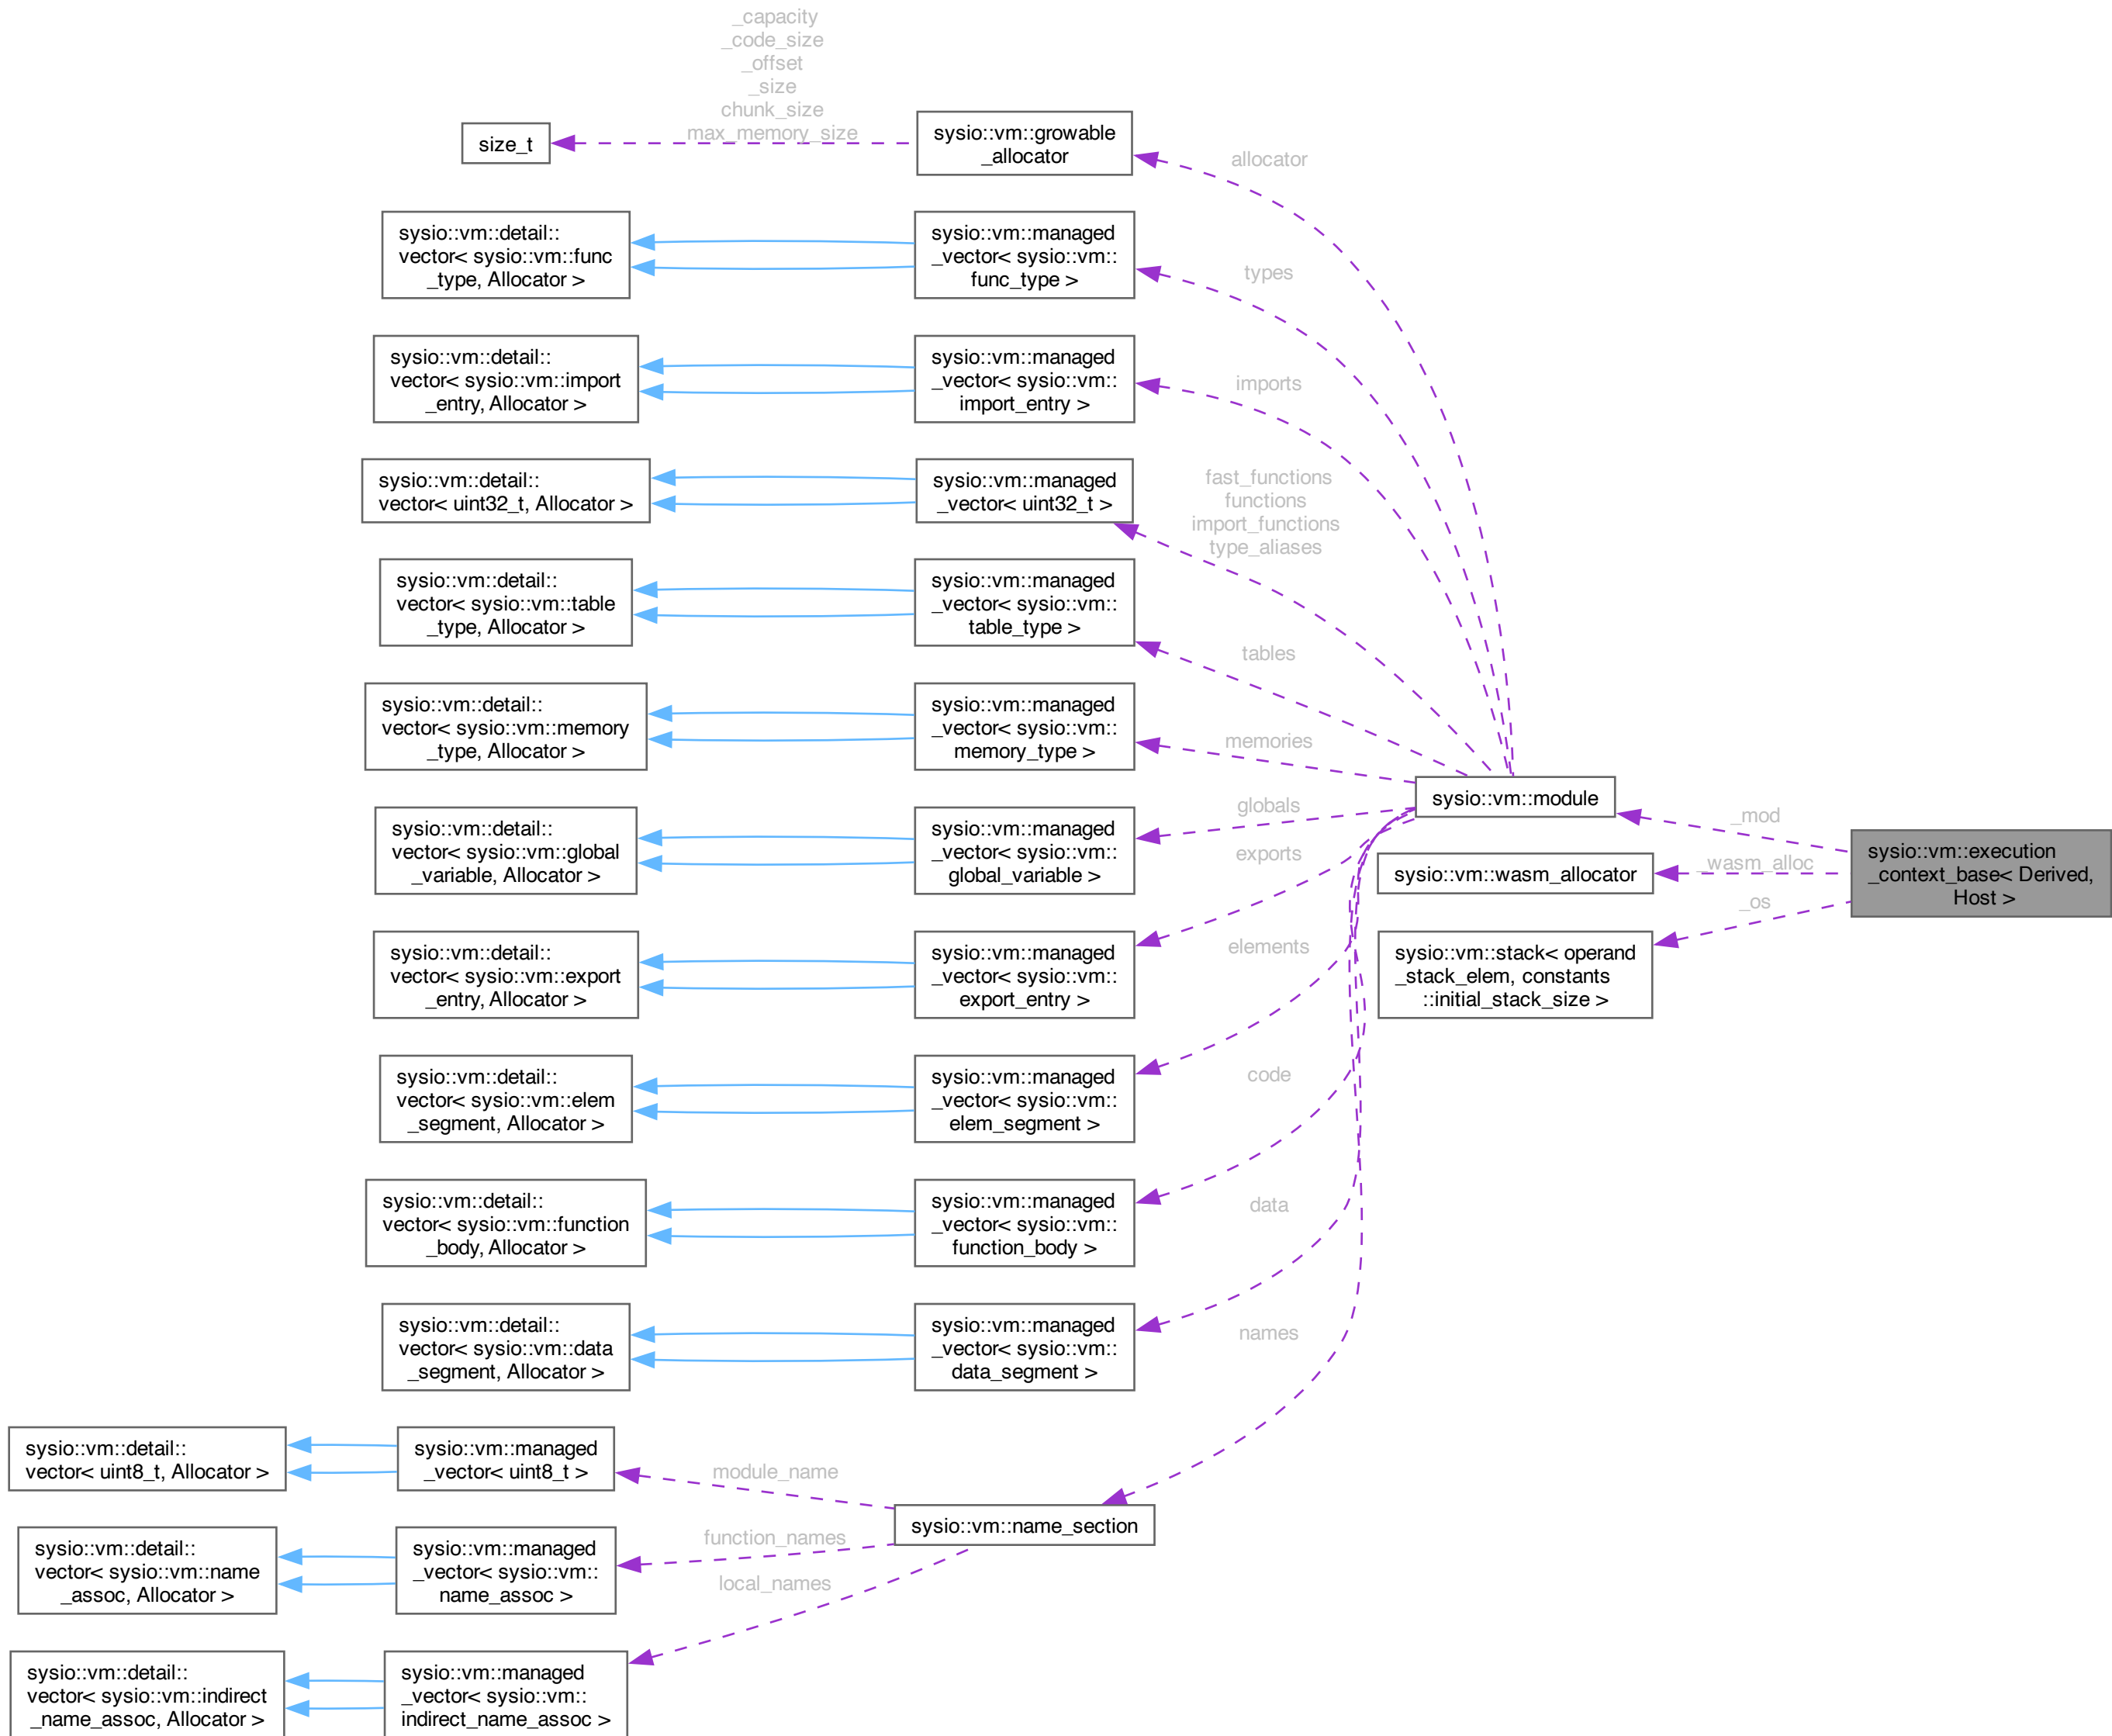 _capacity
_code_size
_offset
_size
chunk_size
max_memory_size
size_t
sysio::vm::growable
_allocator
allocator
sysio::vm::detail::
vector< sysio::vm::func
_type, Allocator >
sysio::vm::managed
_vector< sysio::vm::
func_type >
types
sysio::vm::detail::
vector< sysio::vm::import
_entry, Allocator >
sysio::vm::managed
_vector< sysio::vm::
import_entry >
imports
sysio::vm::detail::
vector< uint32_t, Allocator >
sysio::vm::managed
_vector< uint32_t >
fast_functions
functions
import_functions
type_aliases
sysio::vm::detail::
vector< sysio::vm::table
_type, Allocator >
sysio::vm::managed
_vector< sysio::vm::
table_type >
tables
sysio::vm::detail::
vector< sysio::vm::memory
_type, Allocator >
sysio::vm::managed
_vector< sysio::vm::
memory_type >
memories
sysio::vm::module
_mod
sysio::vm::detail::
vector< sysio::vm::global
_variable, Allocator >
sysio::vm::managed
_vector< sysio::vm::
global_variable >
globals
exports
sysio::vm::wasm_allocator
_wasm_alloc
sysio::vm::execution
_context_base< Derived,
Host >
_os
sysio::vm::detail::
vector< sysio::vm::export
_entry, Allocator >
sysio::vm::managed
_vector< sysio::vm::
export_entry >
elements
sysio::vm::stack< operand
_stack_elem, constants
::initial_stack_size >
sysio::vm::detail::
vector< sysio::vm::elem
_segment, Allocator >
sysio::vm::managed
_vector< sysio::vm::
elem_segment >
code
sysio::vm::detail::
vector< sysio::vm::function
_body, Allocator >
sysio::vm::managed
_vector< sysio::vm::
function_body >
data
sysio::vm::detail::
vector< sysio::vm::data
_segment, Allocator >
sysio::vm::managed
_vector< sysio::vm::
data_segment >
names
sysio::vm::detail::
vector< uint8_t, Allocator >
sysio::vm::managed
_vector< uint8_t >
module_name
sysio::vm::name_section
sysio::vm::detail::
vector< sysio::vm::name
_assoc, Allocator >
sysio::vm::managed
_vector< sysio::vm::
name_assoc >
function_names
local_names
sysio::vm::detail::
vector< sysio::vm::indirect
_name_assoc, Allocator >
sysio::vm::managed
_vector< sysio::vm::
indirect_name_assoc >